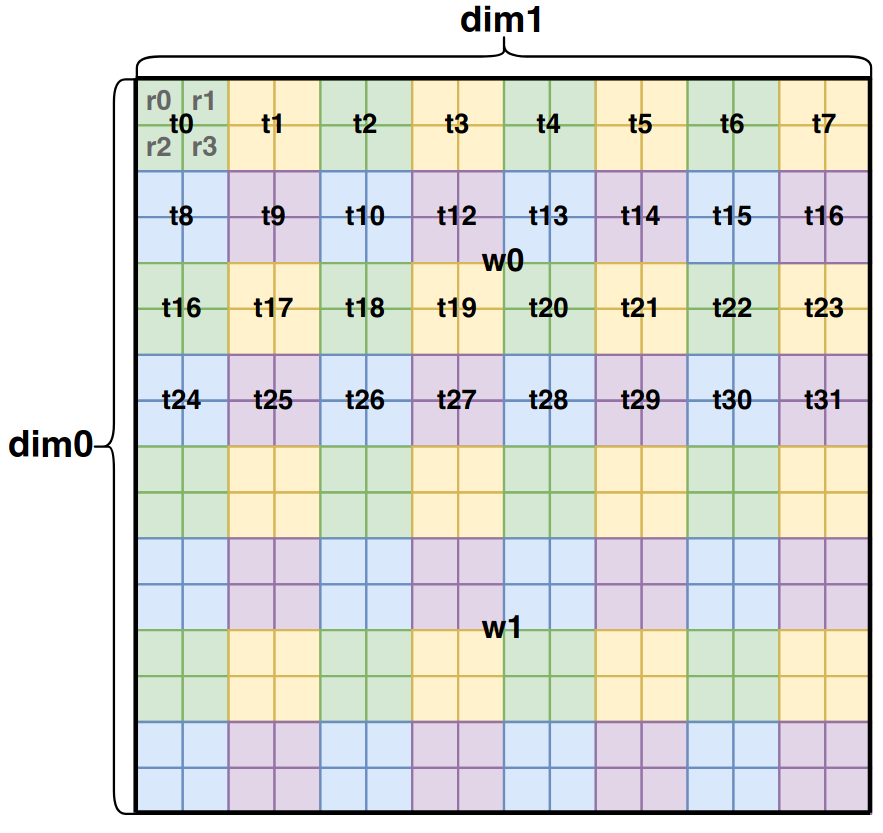 dim1
r0 r1
t0 t1 t2 t3 t4 t5 t6 t7
r2 r3
t8 t9 t10 t12 t13 t14 t15 t16
w0
t16 t17 t18 t19 t20 t21 t22 t23
t24 t25 t26 t27 t28 t29 t30 t31
dim0
w1